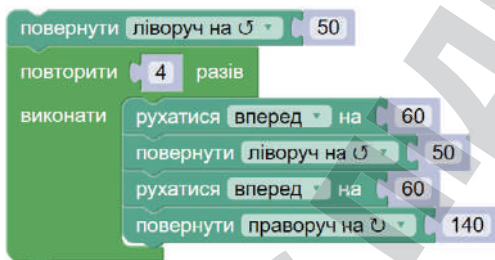 повернути ліворуч на ↺ 50
повторити 4 разів
виконати рухатися вперед на 60
повернути ліворуч на ↺ 50
рухатися вперед на 60
повернути праворуч на ↻ 140